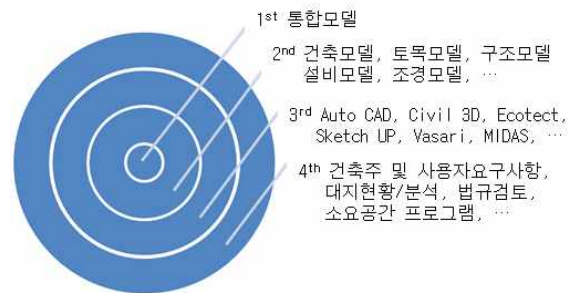 1st 통합모델
2nd 건축모델, 토목모델, 구조모델
설비모델, 조경모델, …
3rd Auto CAD, Civil 3D, Ecotect,
Sketch UP, Vasari, MIDAS, …
4th 건축주 및 사용자요구사항,
대지현황/분석, 법규검토,
소요공간 프로그램, …